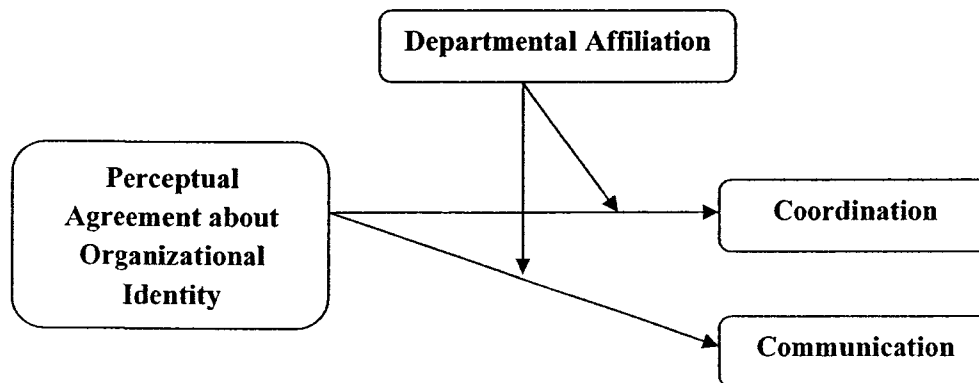 Departmental Affiliation
Perceptual
Agreement about
Organizational
Identity
Coordination
Communication